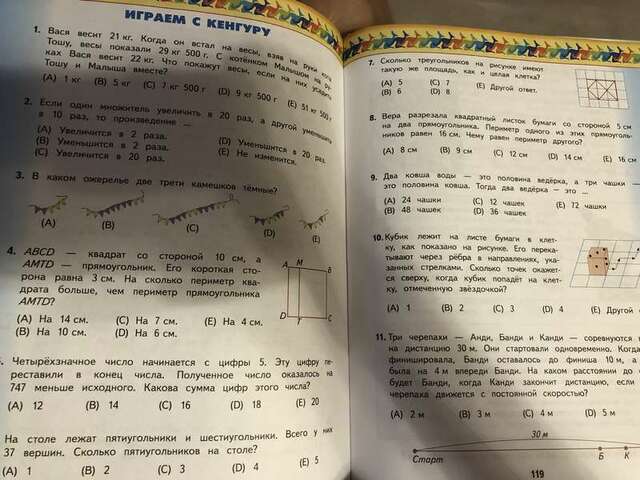 ИГРАЕМ С КЕНГУРУ
1. Вася весит 21 кг. Когда он встал на весы, взяв на руки кота
Тошу, весы показали 29 кг 500 г. С котёнком Малышом на ру-
ках Вася весит 22 кг. Что покажут весы, если на них усадить
Тошу и Малыша вместе?
(A) 1 кг (B) 5 кг (C) 7 кг 500 г (D) 9 кг 500 г (E) 51 кг 500 г
2. Если один множитель увеличить в 20 раз, а другой уменьшить
в 10 раз, то произведение —
(A) Увеличится в 2 раза.
(B) Уменьшится в 2 раза. (D) Уменьшится в 20 раз.
(C) Увеличится в 20 раз. (E) Не изменится.
3. В каком ожерелье две трети камешков тёмные?
(A) (B) (C) (D) (E)
4. ABCD — квадрат со стороной 10 см, а
AMTD — прямоугольник. Его короткая сто-
рона равна 3 см. На сколько периметр ква-
драта больше, чем периметр прямоугольника
AMTD?
(A) На 14 см. (C) На 7 см. (E) На 4 см.
(B) На 10 см. (D) На 6 см.
A M B
D T C
Четырёхзначное число начинается с цифры 5. Эту цифру пе-
реставили в конец числа. Полученное число оказалось на
747 меньше исходного. Какова сумма цифр этого числа?
(A) 12 (B) 14 (C) 16 (D) 18 (E) 20
На столе лежат пятиугольники и шестиугольники. Всего у них
37 вершин. Сколько пятиугольников на столе?
(A) 1 (B) 2 (C) 3 (D) 4 (E) 5
7. Сколько треугольников на рисунке имеют
такую же площадь, как и целая клетка?
(A) 5 (C) 7 (E) Другой ответ.
(B) 6 (D) 8
8. Вера разрезала квадратный листок бумаги со стороной 5 см
на два прямоугольника. Периметр одного из этих прямоуголь-
ников равен 16 см. Чему равен периметр другого?
(A) 8 см (B) 9 см (C) 12 см (D) 14 см (E) 16 см
9. Два ковша воды — это половина ведёрка, а три чашки —
это половина ковша. Тогда два ведёрка — это ...
(A) 24 чашки (C) 12 чашек (E) 72 чашки
(B) 48 чашек (D) 36 чашек
10. Кубик лежит на листе бумаги в клет-
ку, как показано на рисунке. Его перека-
тывают через рёбра в направлениях, ука-
занных стрелками. Сколько точек окажет-
ся сверху, когда кубик попадёт на клет-
ку, отмеченную звёздочкой?
(A) 1 (B) 2 (C) 3 (D) 4 (E) Другой
11. Три черепахи — Анди, Банди и Канди — соревнуются
на дистанцию 30 м. Они стартовали одновременно. Когда
финишировала, Банди оставалось до финиша 10 м, а
была на 4 м впереди Банди. На каком расстоянии до
будет Банди, когда Канди закончит дистанцию, если
черепаха движется с постоянной скоростью?
(A) 2 м (B) 3 м (C) 4 м (D) 5 м
30 м
Старт Б К
119